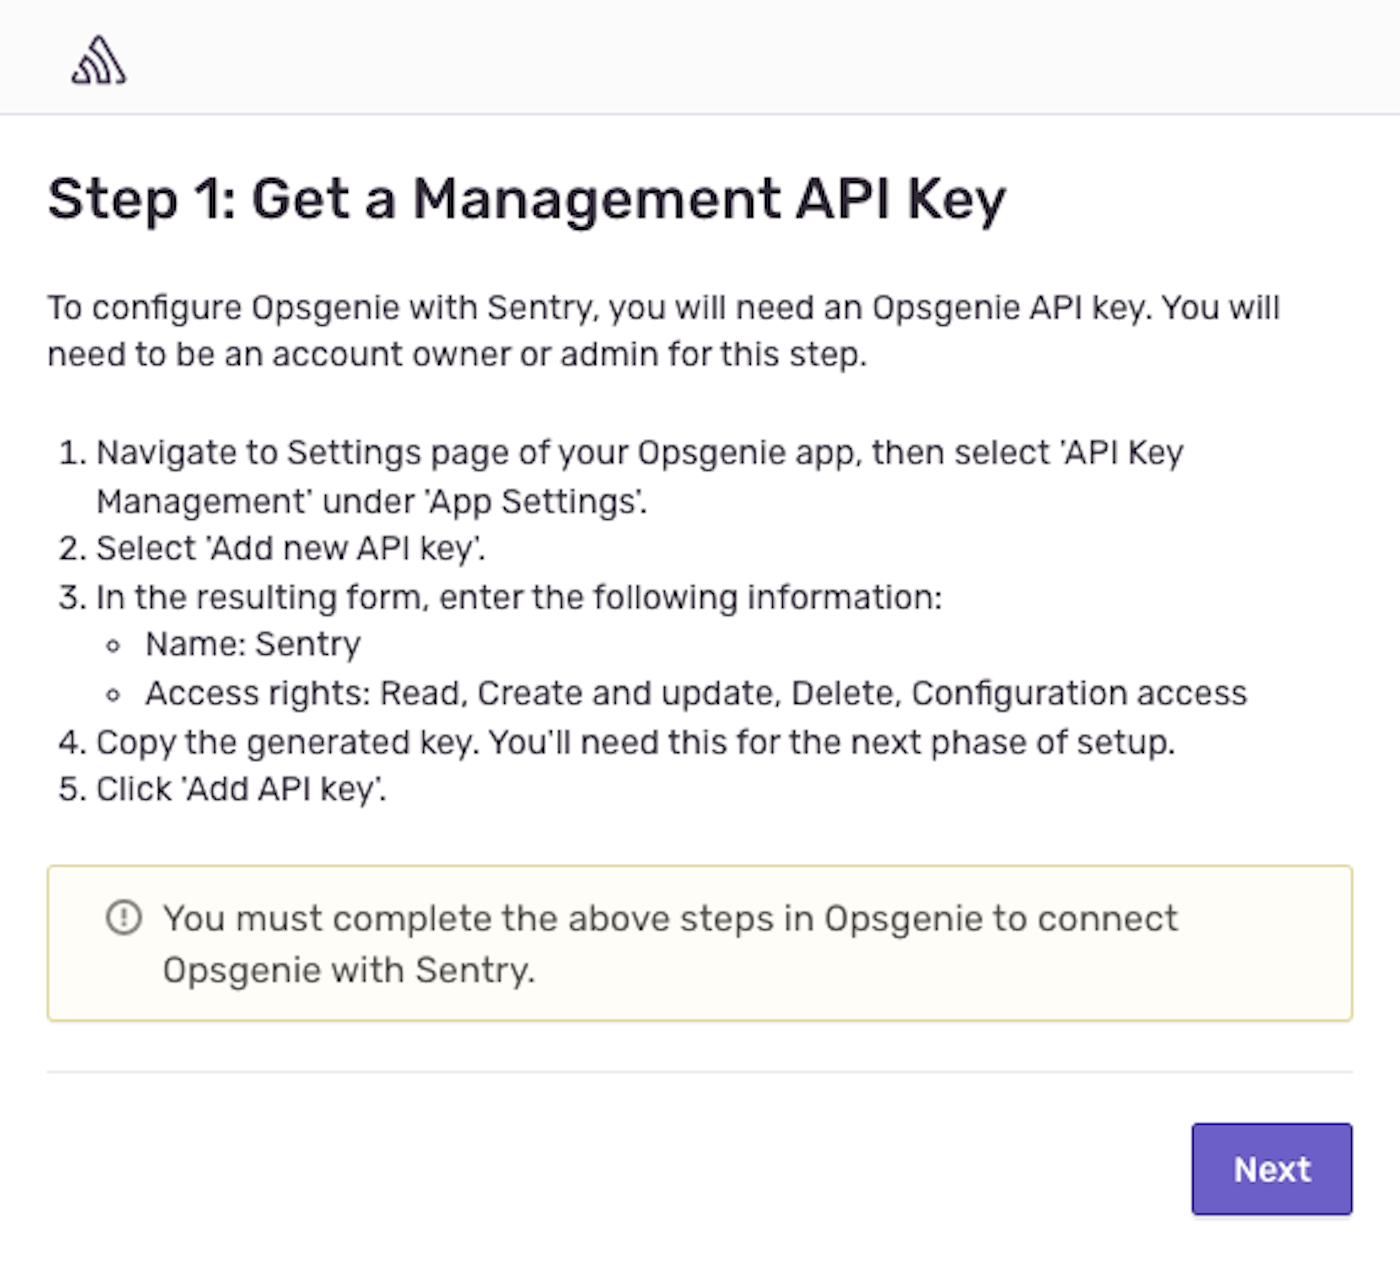 Step 1: Get a Management API Key
To configure Opsgenie with Sentry, you will need an Opsgenie API key. You will
need to be an account owner or admin for this step.
1. Navigate to Settings page of your Opsgenie app, then select 'API Key
Management' under 'App Settings'.
2. Select 'Add new API key'.
3. In the resulting form, enter the following information:
Name: Sentry
Access rights: Read, Create and update, Delete, Configuration access
4. Copy the generated key. You'll need this for the next phase of setup.
5. Click 'Add API key'.
You must complete the above steps in Opsgenie to connect
Opsgenie with Sentry.
Next